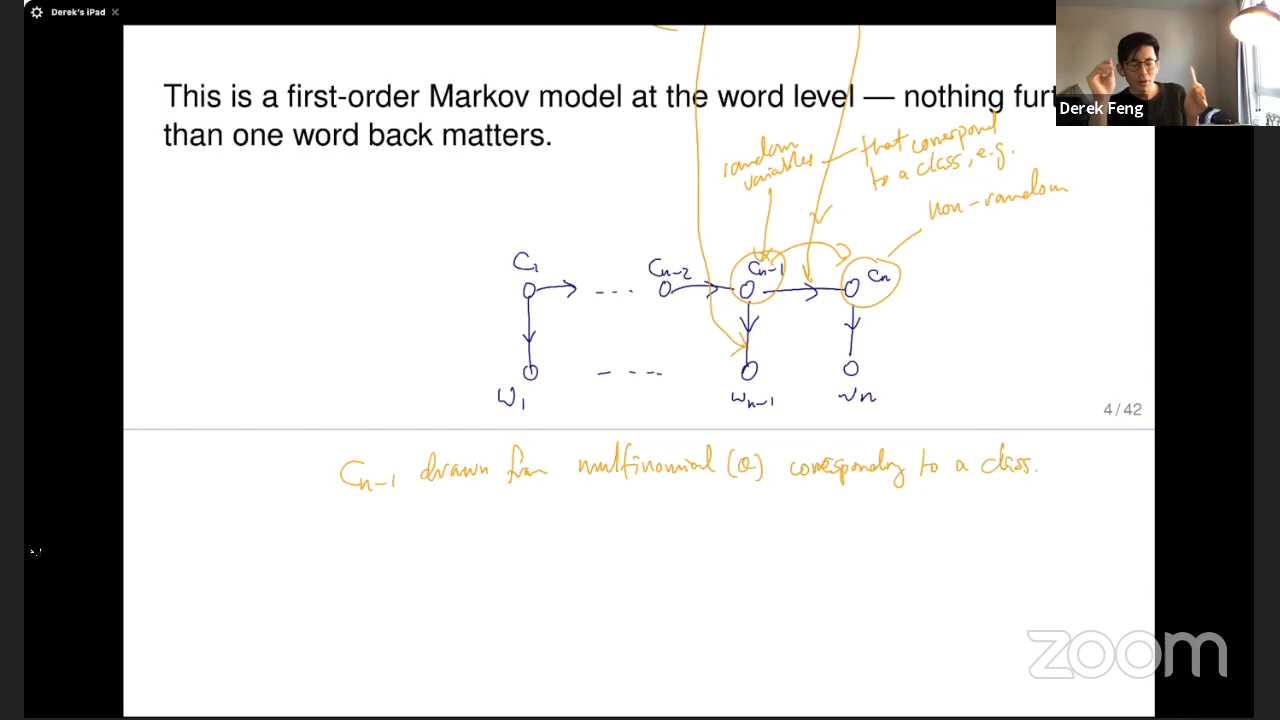 Derek's iPad
This is a first-order Markov model at the word level — nothing fur
than one word back matters.
Derek Feng
random
variables
that correspond
to a class, e.g.
non-random
C1
Cn-2
Cn-1
Cn
w1
wn-1
wn
4/42
Cn-1 drawn from multinomial (θ) corresponding to a class.
zoom